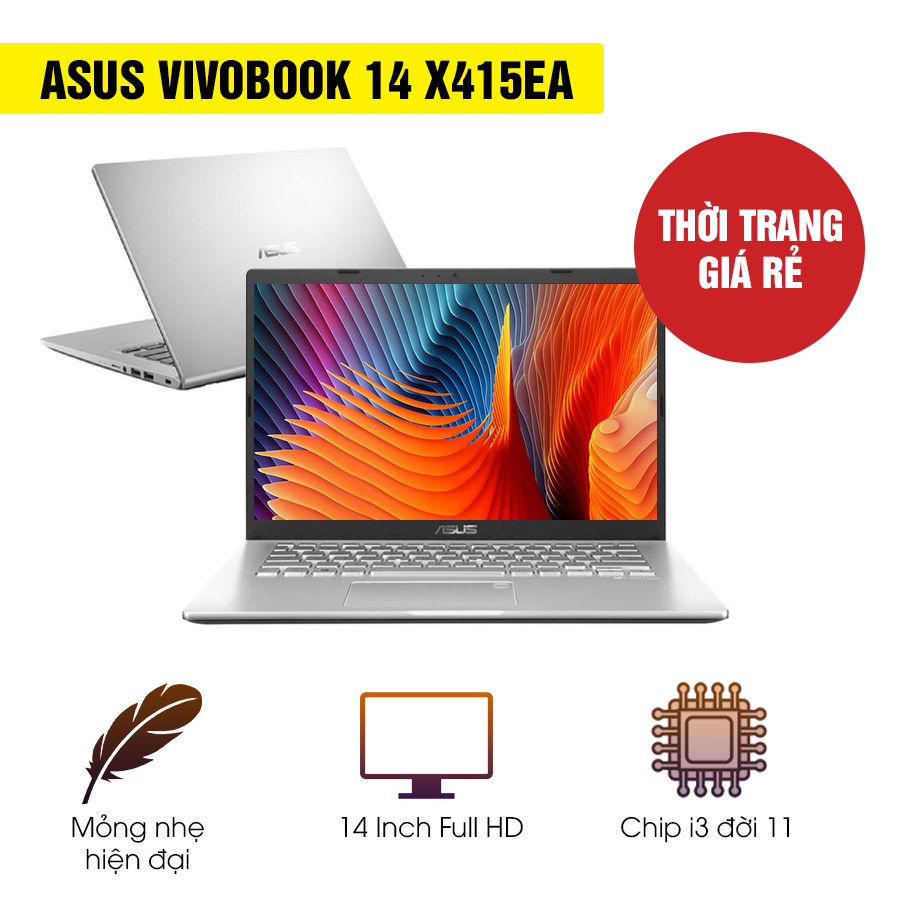 ASUS VIVOBOOK 14 X415EA
THỜI TRANG
GIÁ RẺ
ASUS
ASUS
Mỏng nhẹ
hiện đại
14 Inch Full HD
Chip i3 đời 11